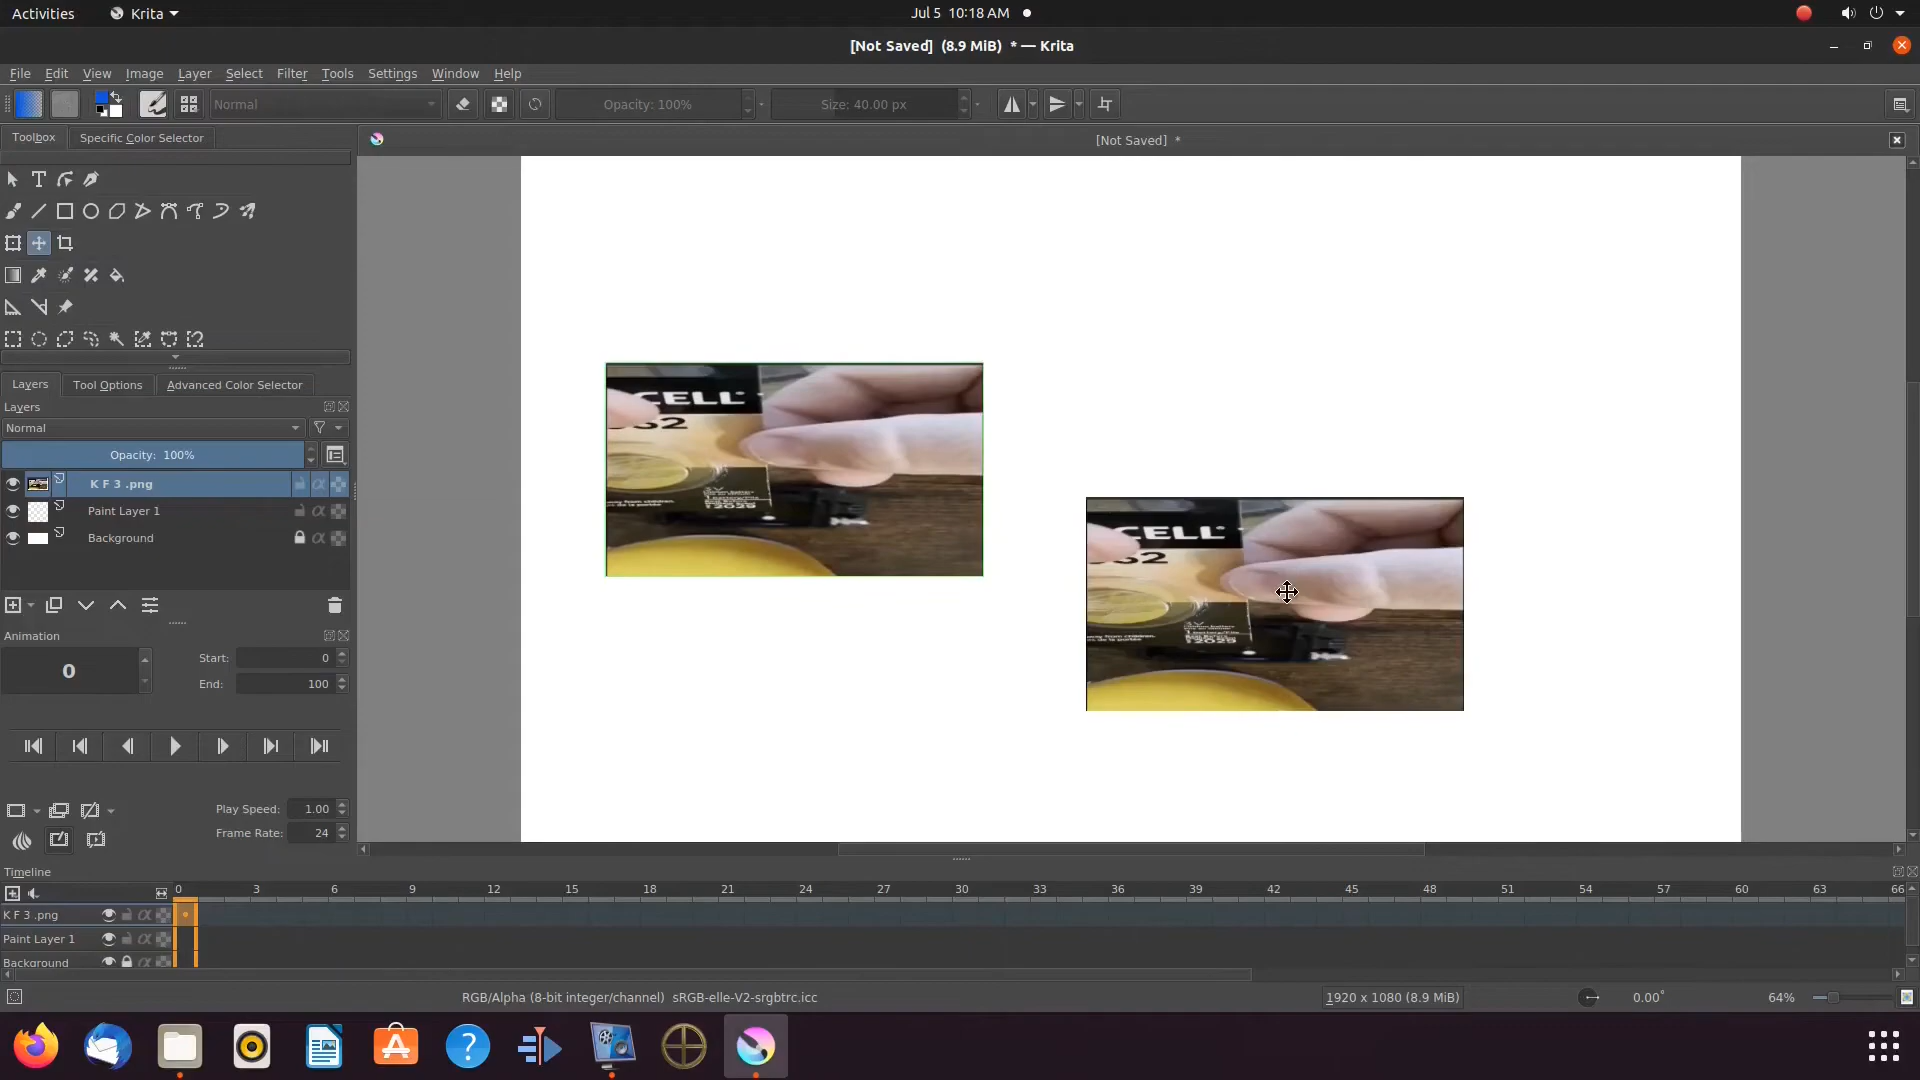 Activities
Krita
Jul 5 10:18 AM
[Not Saved] (8.9 MiB) * — Krita
File Edit View Image Layer Select Filter Tools Settings Window Help
Normal
Opacity: 100%
Size: 40.00 px
Toolbox
Specific Color Selector
[Not Saved] *
Layers
Tool Options
Advanced Color Selector
Layers
Normal
Opacity: 100%
K F 3 .png
Paint Layer 1
Background
Animation
0
Start: 0
End: 100
Play Speed: 1.00
Frame Rate: 24
CELL
3V
CELL
3V
Timeline
0 3 6 9 12 15 18 21 24 27 30 33 36 39 42 45 48 51 54 57 60 63 66
K F 3 .png
Paint Layer 1
Background
RGB/Alpha (8-bit integer/channel) sRGB-elle-V2-srgbtrc.icc
1920 x 1080 (8.9 MiB)
0.00°
64%